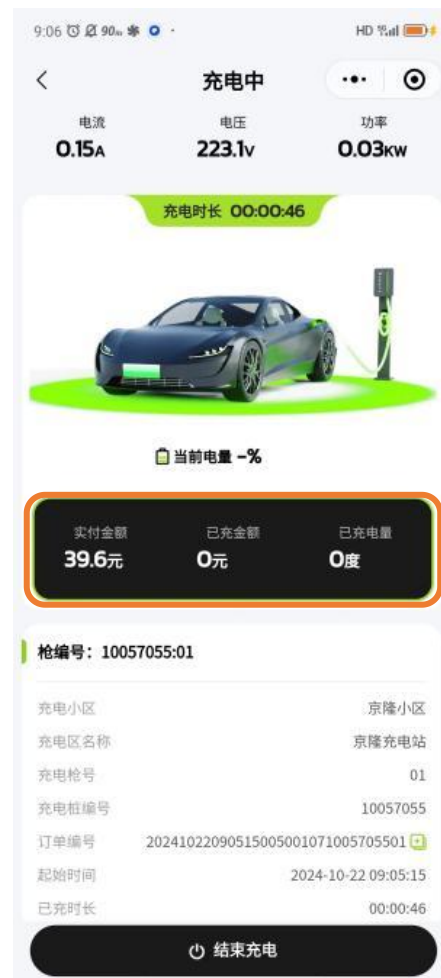 9:06
HD
充电中
电流 电压 功率
0.15A 223.1V 0.03KW
充电时长 00:00:46
当前电量 -%
实付金额 已充金额 已充电量
39.6元 0元 0度
枪编号：10057055:01
充电小区 京隆小区
充电区名称 京隆充电站
充电枪号 01
充电桩编号 10057055
订单编号 2024102209051500500107100570550​1
起始时间 2024-10-22 09:05:15
已充时长 00:00:46
结束充电